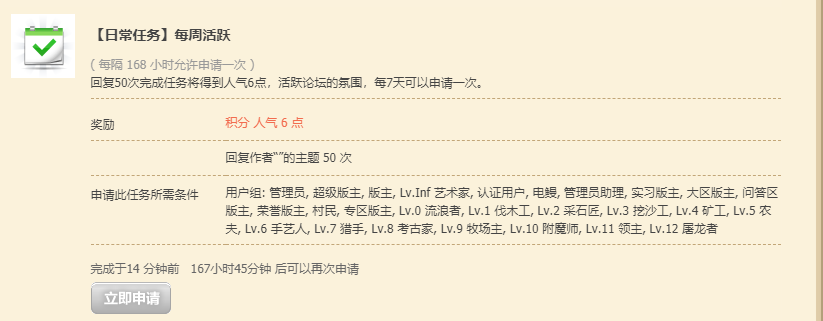 【日常任务】每周活跃
( 每隔 168 小时允许申请一次 )
回复50次完成任务将得到人气6点，活跃论坛的氛围，每7天可以申请一次。
奖励 积分 人气 6 点
回复作者“”的主题 50 次
申请此任务所需条件 用户组: 管理员, 超级版主, 版主, Lv.Inf 艺术家, 认证用户, 电鳗, 管理员助理, 实习版主, 大区版主, 问答区
版主, 荣誉版主, 村民, 专区版主, Lv.0 流浪者, Lv.1 伐木工, Lv.2 采石匠, Lv.3 挖沙工, Lv.4 矿工, Lv.5 农
夫, Lv.6 手艺人, Lv.7 猎手, Lv.8 考古家, Lv.9 牧场主, Lv.10 附魔师, Lv.11 领主, Lv.12 屠龙者
完成于14 分钟前 167小时45分钟 后可以再次申请
立即申请